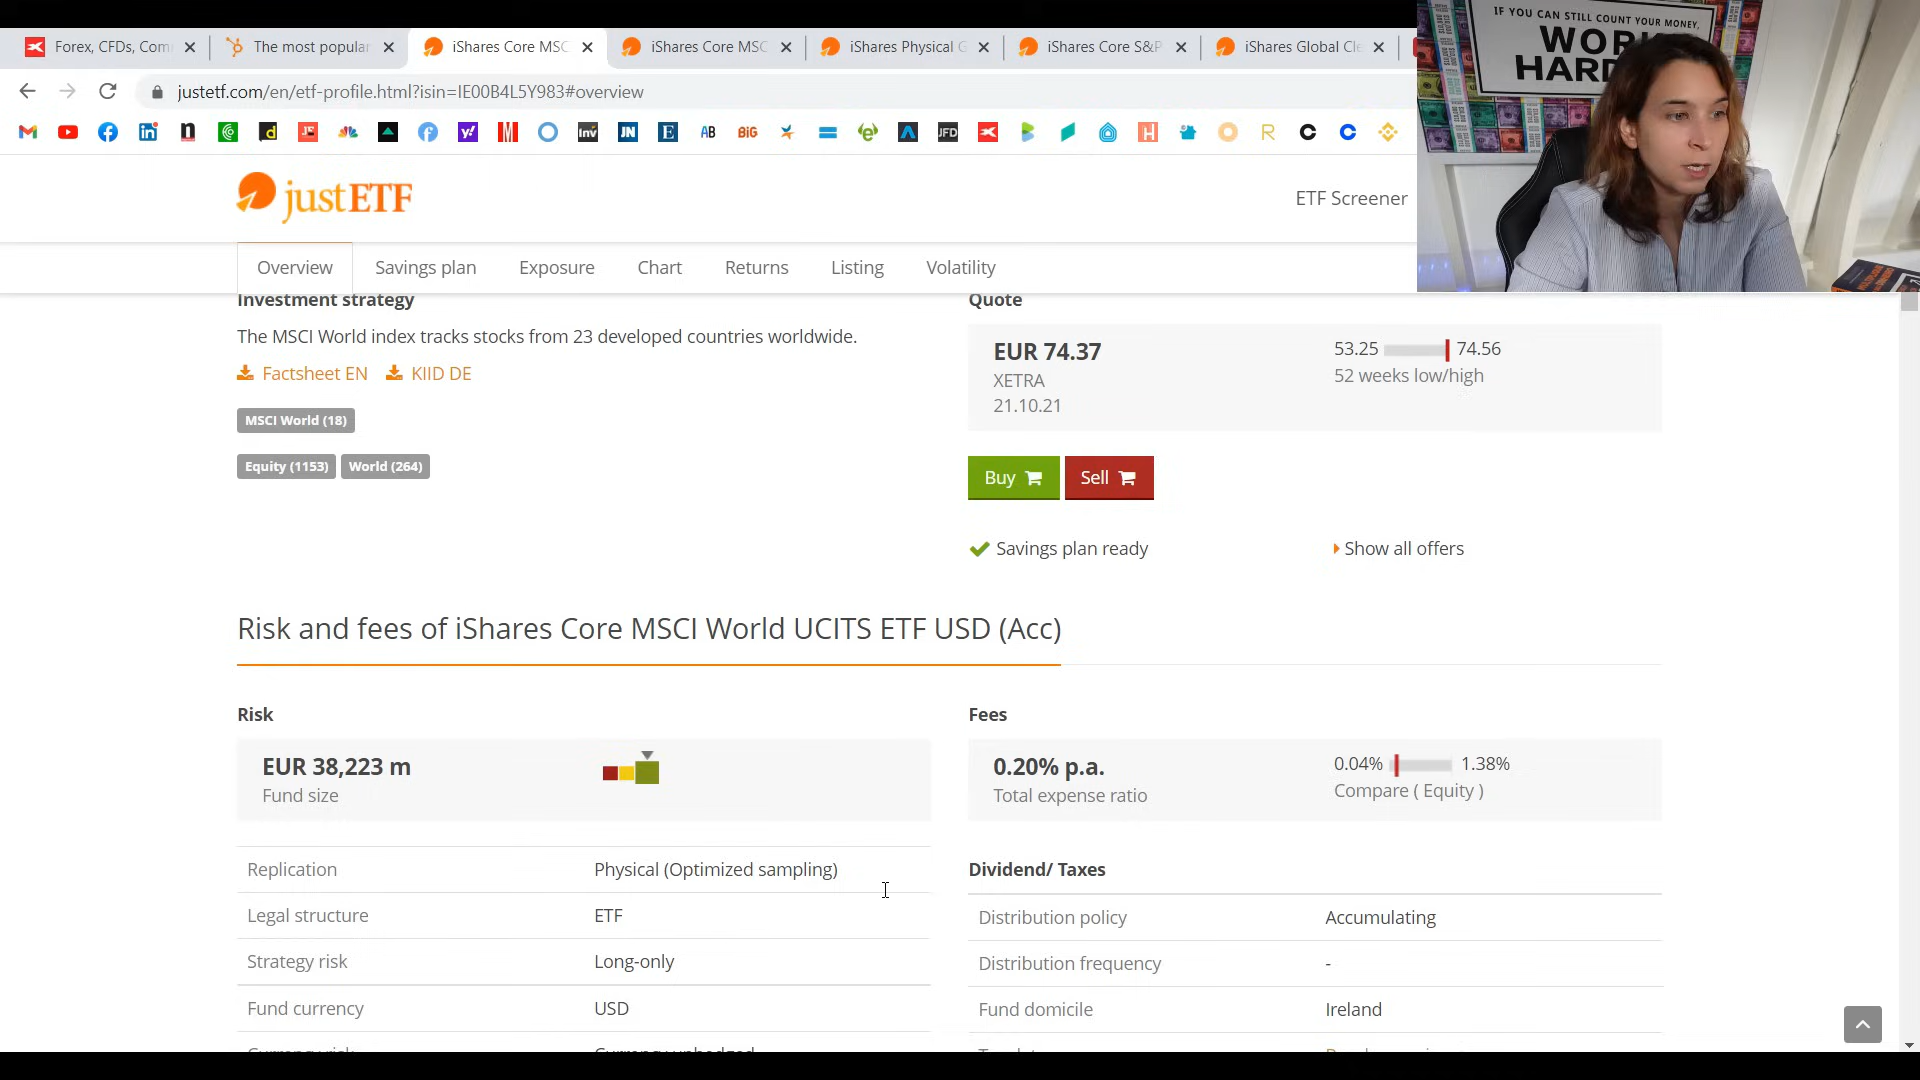 Forex, CFDs, Com
The most popular
iShares Core MSC
iShares Core MSC
iShares Physical G
iShares Core S&P
iShares Global Cle
justetf.com/en/etf-profile.html?isin=IE00B4L5Y983#overview
IF YOU CAN STILL COUNT YOUR MONEY,
WORK
HARD
justETF
ETF Screener
Overview
Savings plan
Exposure
Chart
Returns
Listing
Volatility
Investment strategy
The MSCI World index tracks stocks from 23 developed countries worldwide.
Factsheet EN
KIID DE
MSCI World (18)
Equity (1153)
World (264)
Quote
EUR 74.37
XETRA
21.10.21
53.25
74.56
52 weeks low/high
Buy
Sell
Savings plan ready
Show all offers
Risk and fees of iShares Core MSCI World UCITS ETF USD (Acc)
Risk
EUR 38,223 m
Fund size
Replication Physical (Optimized sampling)
Legal structure ETF
Strategy risk Long-only
Fund currency USD
Fees
0.20% p.a.
Total expense ratio
0.04%
1.38%
Compare ( Equity )
Dividend/ Taxes
Distribution policy Accumulating
Distribution frequency -
Fund domicile Ireland